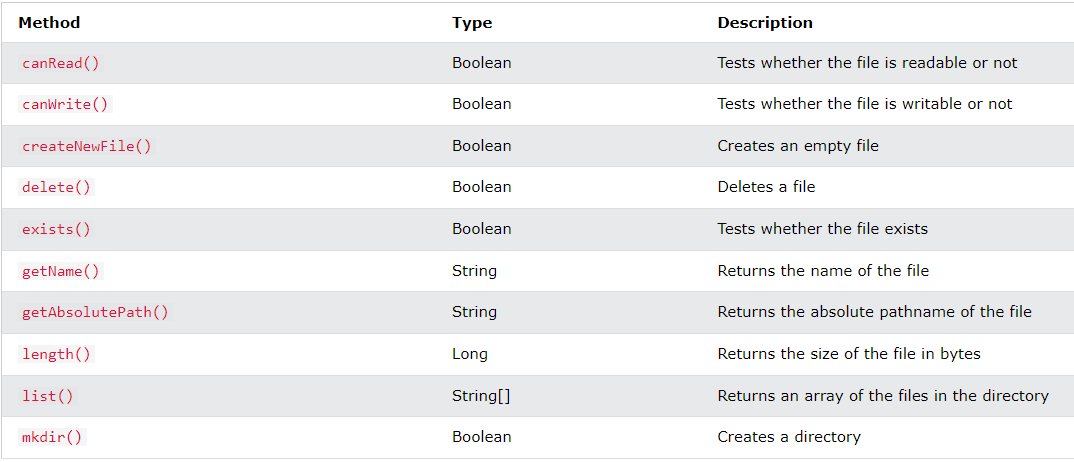 Method Type Description
canRead() Boolean Tests whether the file is readable or not
canWrite() Boolean Tests whether the file is writable or not
createNewFile() Boolean Creates an empty file
delete() Boolean Deletes a file
exists() Boolean Tests whether the file exists
getName() String Returns the name of the file
getAbsolutePath() String Returns the absolute pathname of the file
length() Long Returns the size of the file in bytes
list() String[] Returns an array of the files in the directory
mkdir() Boolean Creates a directory